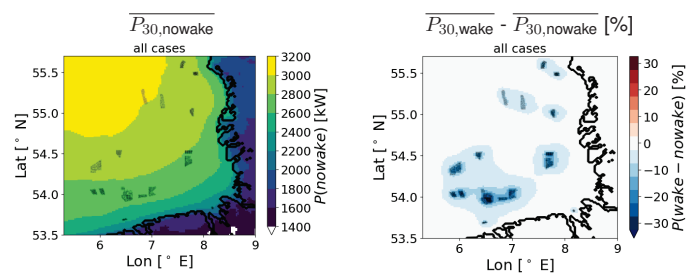 P30,nowake
all cases
55.5
55.0
54.5
54.0
53.5
Lat [° N]
6 7 8 9
Lon [° E]
3200
3000
2800
2600
2400
2200
2000
1800
1600
1400
P(nowake) [kW]
P30,wake - P30,nowake [%]
all cases
55.5
55.0
54.5
54.0
53.5
Lat [° N]
6 7 8 9
Lon [° E]
30
20
10
0
−10
−20
−30
P(wake − nowake) [%]